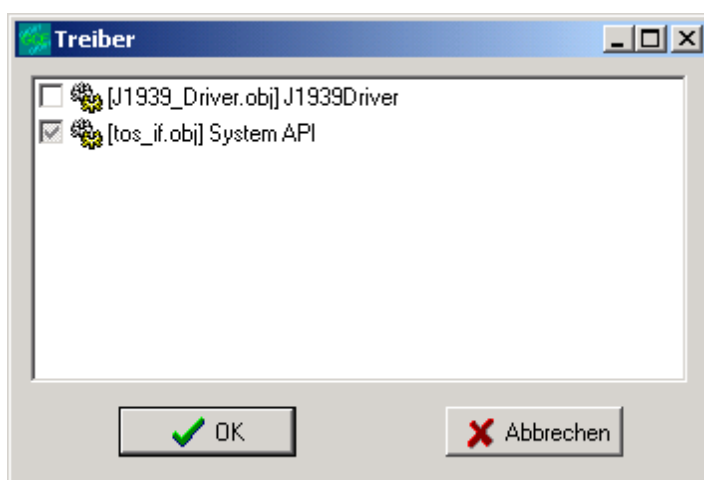 Treiber
[J1939_Driver.obj] J1939Driver
[tos_if.obj] System API
OK
Abbrechen